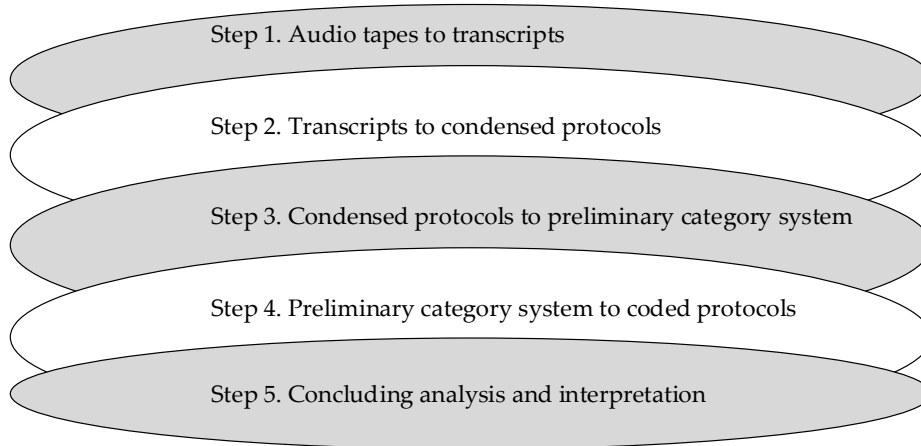 Step 1. Audio tapes to transcripts
Step 2. Transcripts to condensed protocols
Step 3. Condensed protocols to preliminary category system
Step 4. Preliminary category system to coded protocols
Step 5. Concluding analysis and interpretation